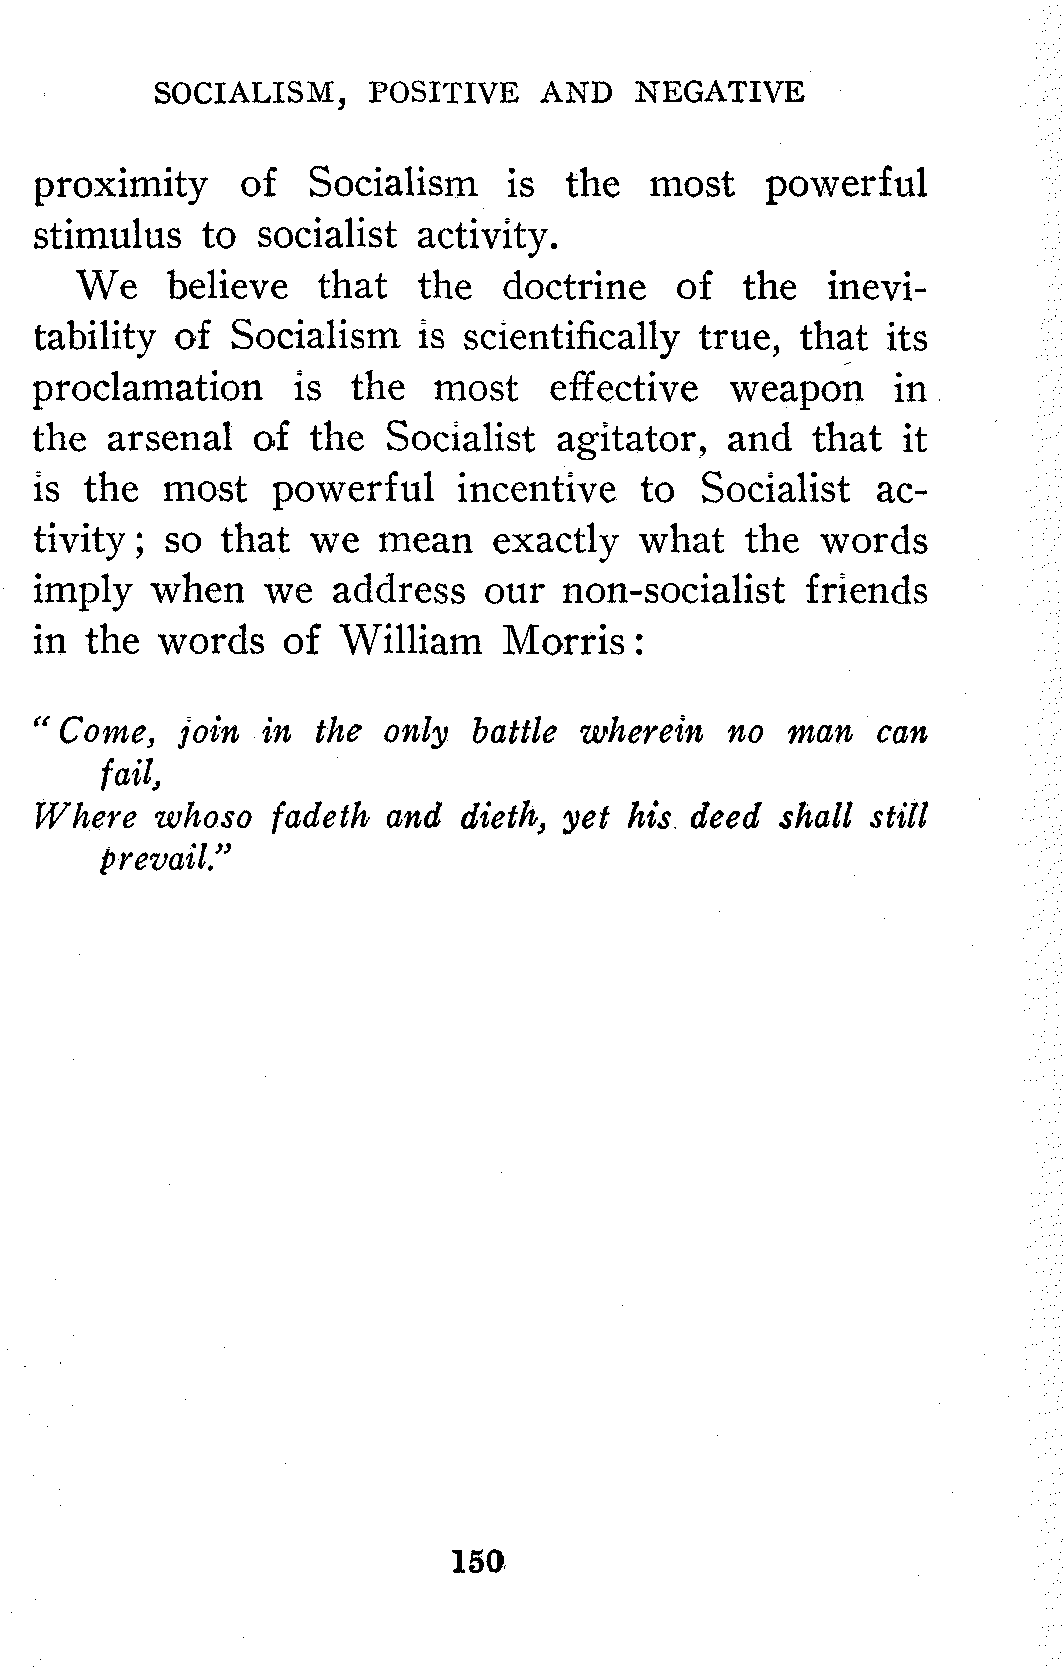 SOCIALISM, POSITIVE AND NEGATIVE
proximity of Socialism is the most powerful
stimulus to socialist activity.
We believe that the doctrine of the inevi-
tability of Socialism is scientifically true, that its
proclamation is the most effective weapon in
the arsenal of the Socialist agitator, and that it
is the most powerful incentive to Socialist ac-
tivity; so that we mean exactly what the words
imply when we address our non-socialist friends
in the words of William Morris:
“Come, join in the only battle wherein no man can
fail,
Where whoso fadeth and dieth, yet his deed shall still
prevail.”
150